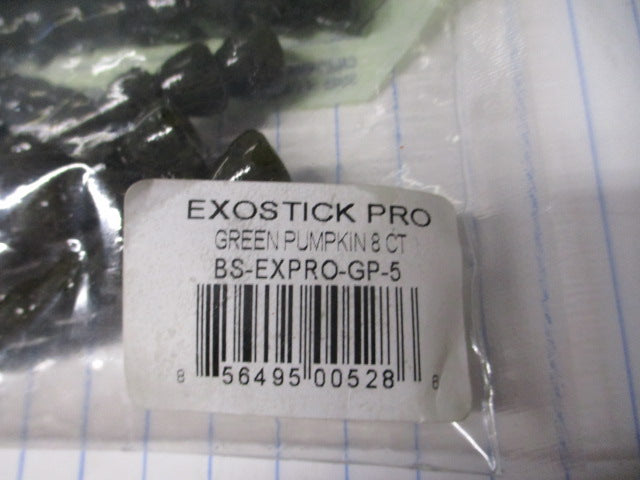 EXOSTICK PRO
GREEN PUMPKIN 8 CT
BS-EXPRO-GP-5
8 56495 00528 8